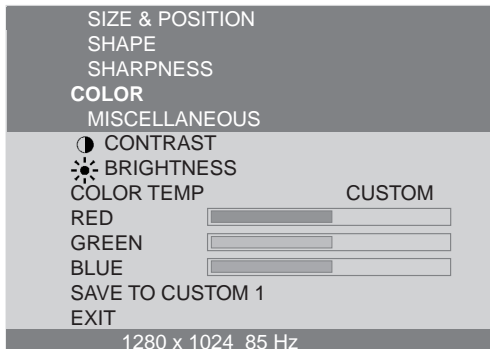 SIZE & POSITION
SHAPE
SHARPNESS
COLOR
MISCELLANEOUS
CONTRAST
BRIGHTNESS
COLOR TEMP CUSTOM
RED
GREEN
BLUE
SAVE TO CUSTOM 1
EXIT
1280 x 1024 85 Hz